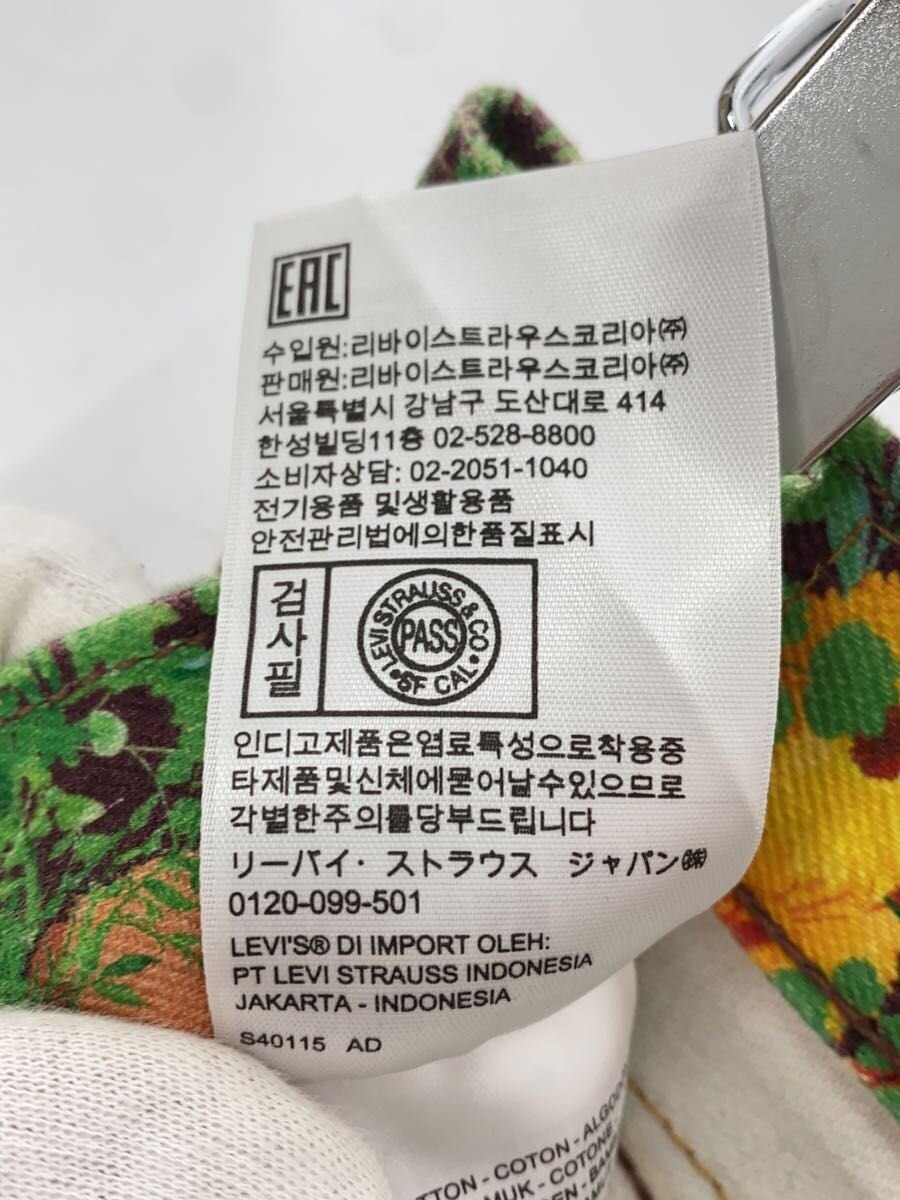 EAC
수입원:리바이스트라우스코리아㈜
판매원:리바이스트라우스코리아㈜
서울특별시 강남구 도산대로 414
한성빌딩11층 02-528-8800
소비자상담: 02-2051-1040
전기용품 및생활용품
안전관리법에의한품질표시
검사필
LEVI STRAUSS & CO
PASS
SF CAL
인디고제품은염료특성으로착용중
타제품및신체에묻어날수있으므로
각별한주의를당부드립니다
リーバイ・ストラウス ジャパン㈱
0120-099-501
LEVI'S® DI IMPORT OLEH:
PT LEVI STRAUSS INDONESIA
JAKARTA - INDONESIA
S40115 AD
- COTON -
- COTONE